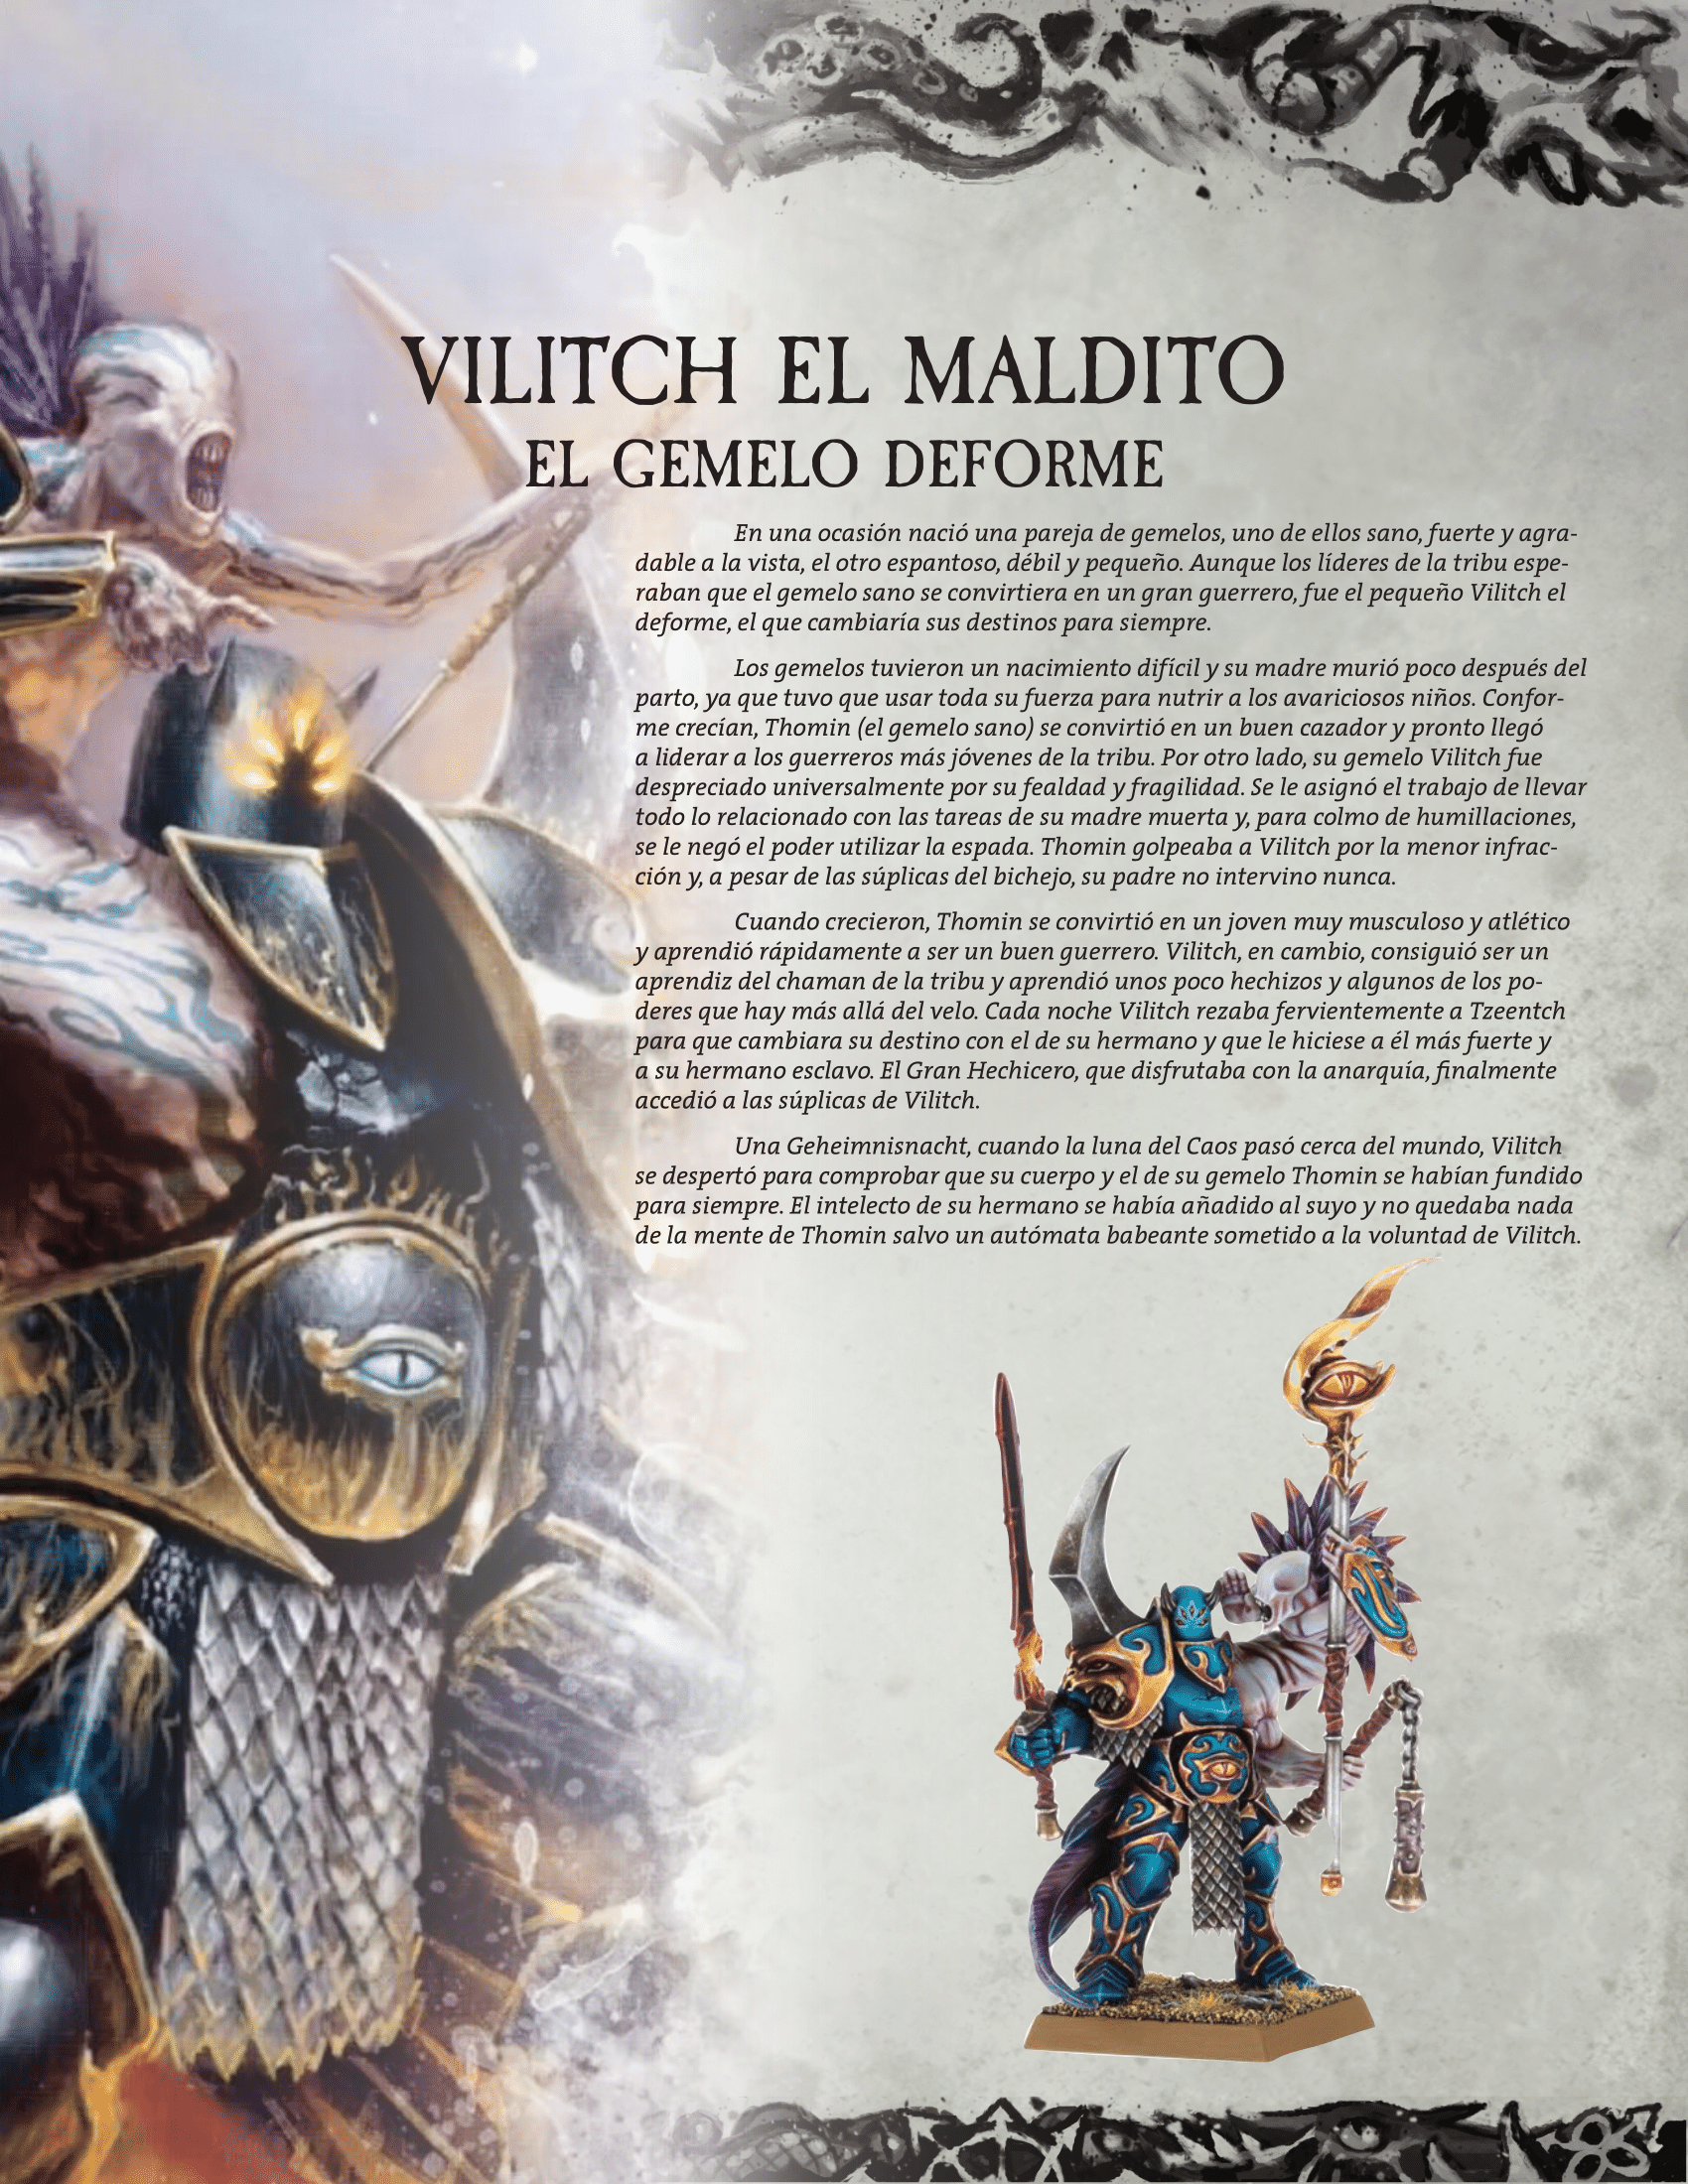 VILITCH EL MALDITO
EL GEMELO DEFORME
En una ocasión nació una pareja de gemelos, uno de ellos sano, fuerte y agra-
dable a la vista, el otro espantoso, débil y pequeño. Aunque los líderes de la tribu espe-
raban que el gemelo sano se convirtiera en un gran guerrero, fue el pequeño Vilitch el
deforme, el que cambiaría sus destinos para siempre.
Los gemelos tuvieron un nacimiento difícil y su madre murió poco después del
parto, ya que tuvo que usar toda su fuerza para nutrir a los avariciosos niños. Confor-
me crecían, Thomin (el gemelo sano) se convirtió en un buen cazador y pronto llegó
a liderar a los guerreros más jóvenes de la tribu. Por otro lado, su gemelo Vilitch fue
despreciado universalmente por su fealdad y fragilidad. Se le asignó el trabajo de llevar
todo lo relacionado con las tareas de su madre muerta y, para colmo de humillaciones,
se le negó el poder utilizar la espada. Thomin golpeaba a Vilitch por la menor infrac-
ción y, a pesar de las súplicas del bichejo, su padre no intervino nunca.
Cuando crecieron, Thomin se convirtió en un joven muy musculoso y atlético
y aprendió rápidamente a ser un buen guerrero. Vilitch, en cambio, consiguió ser un
aprendiz del chaman de la tribu y aprendió unos poco hechizos y algunos de los po-
deres que hay más allá del velo. Cada noche Vilitch rezaba fervientemente a Tzeentch
para que cambiara su destino con el de su hermano y que le hiciese a él más fuerte y
a su hermano esclavo. El Gran Hechicero, que disfrutaba con la anarquía, finalmente
accedió a las súplicas de Vilitch.
Una Geheimnisnacht, cuando la luna del Caos pasó cerca del mundo, Vilitch
se despertó para comprobar que su cuerpo y el de su gemelo Thomin se habían fundido
para siempre. El intelecto de su hermano se había añadido al suyo y no quedaba nada
de la mente de Thomin salvo un autómata babeante sometido a la voluntad de Vilitch.